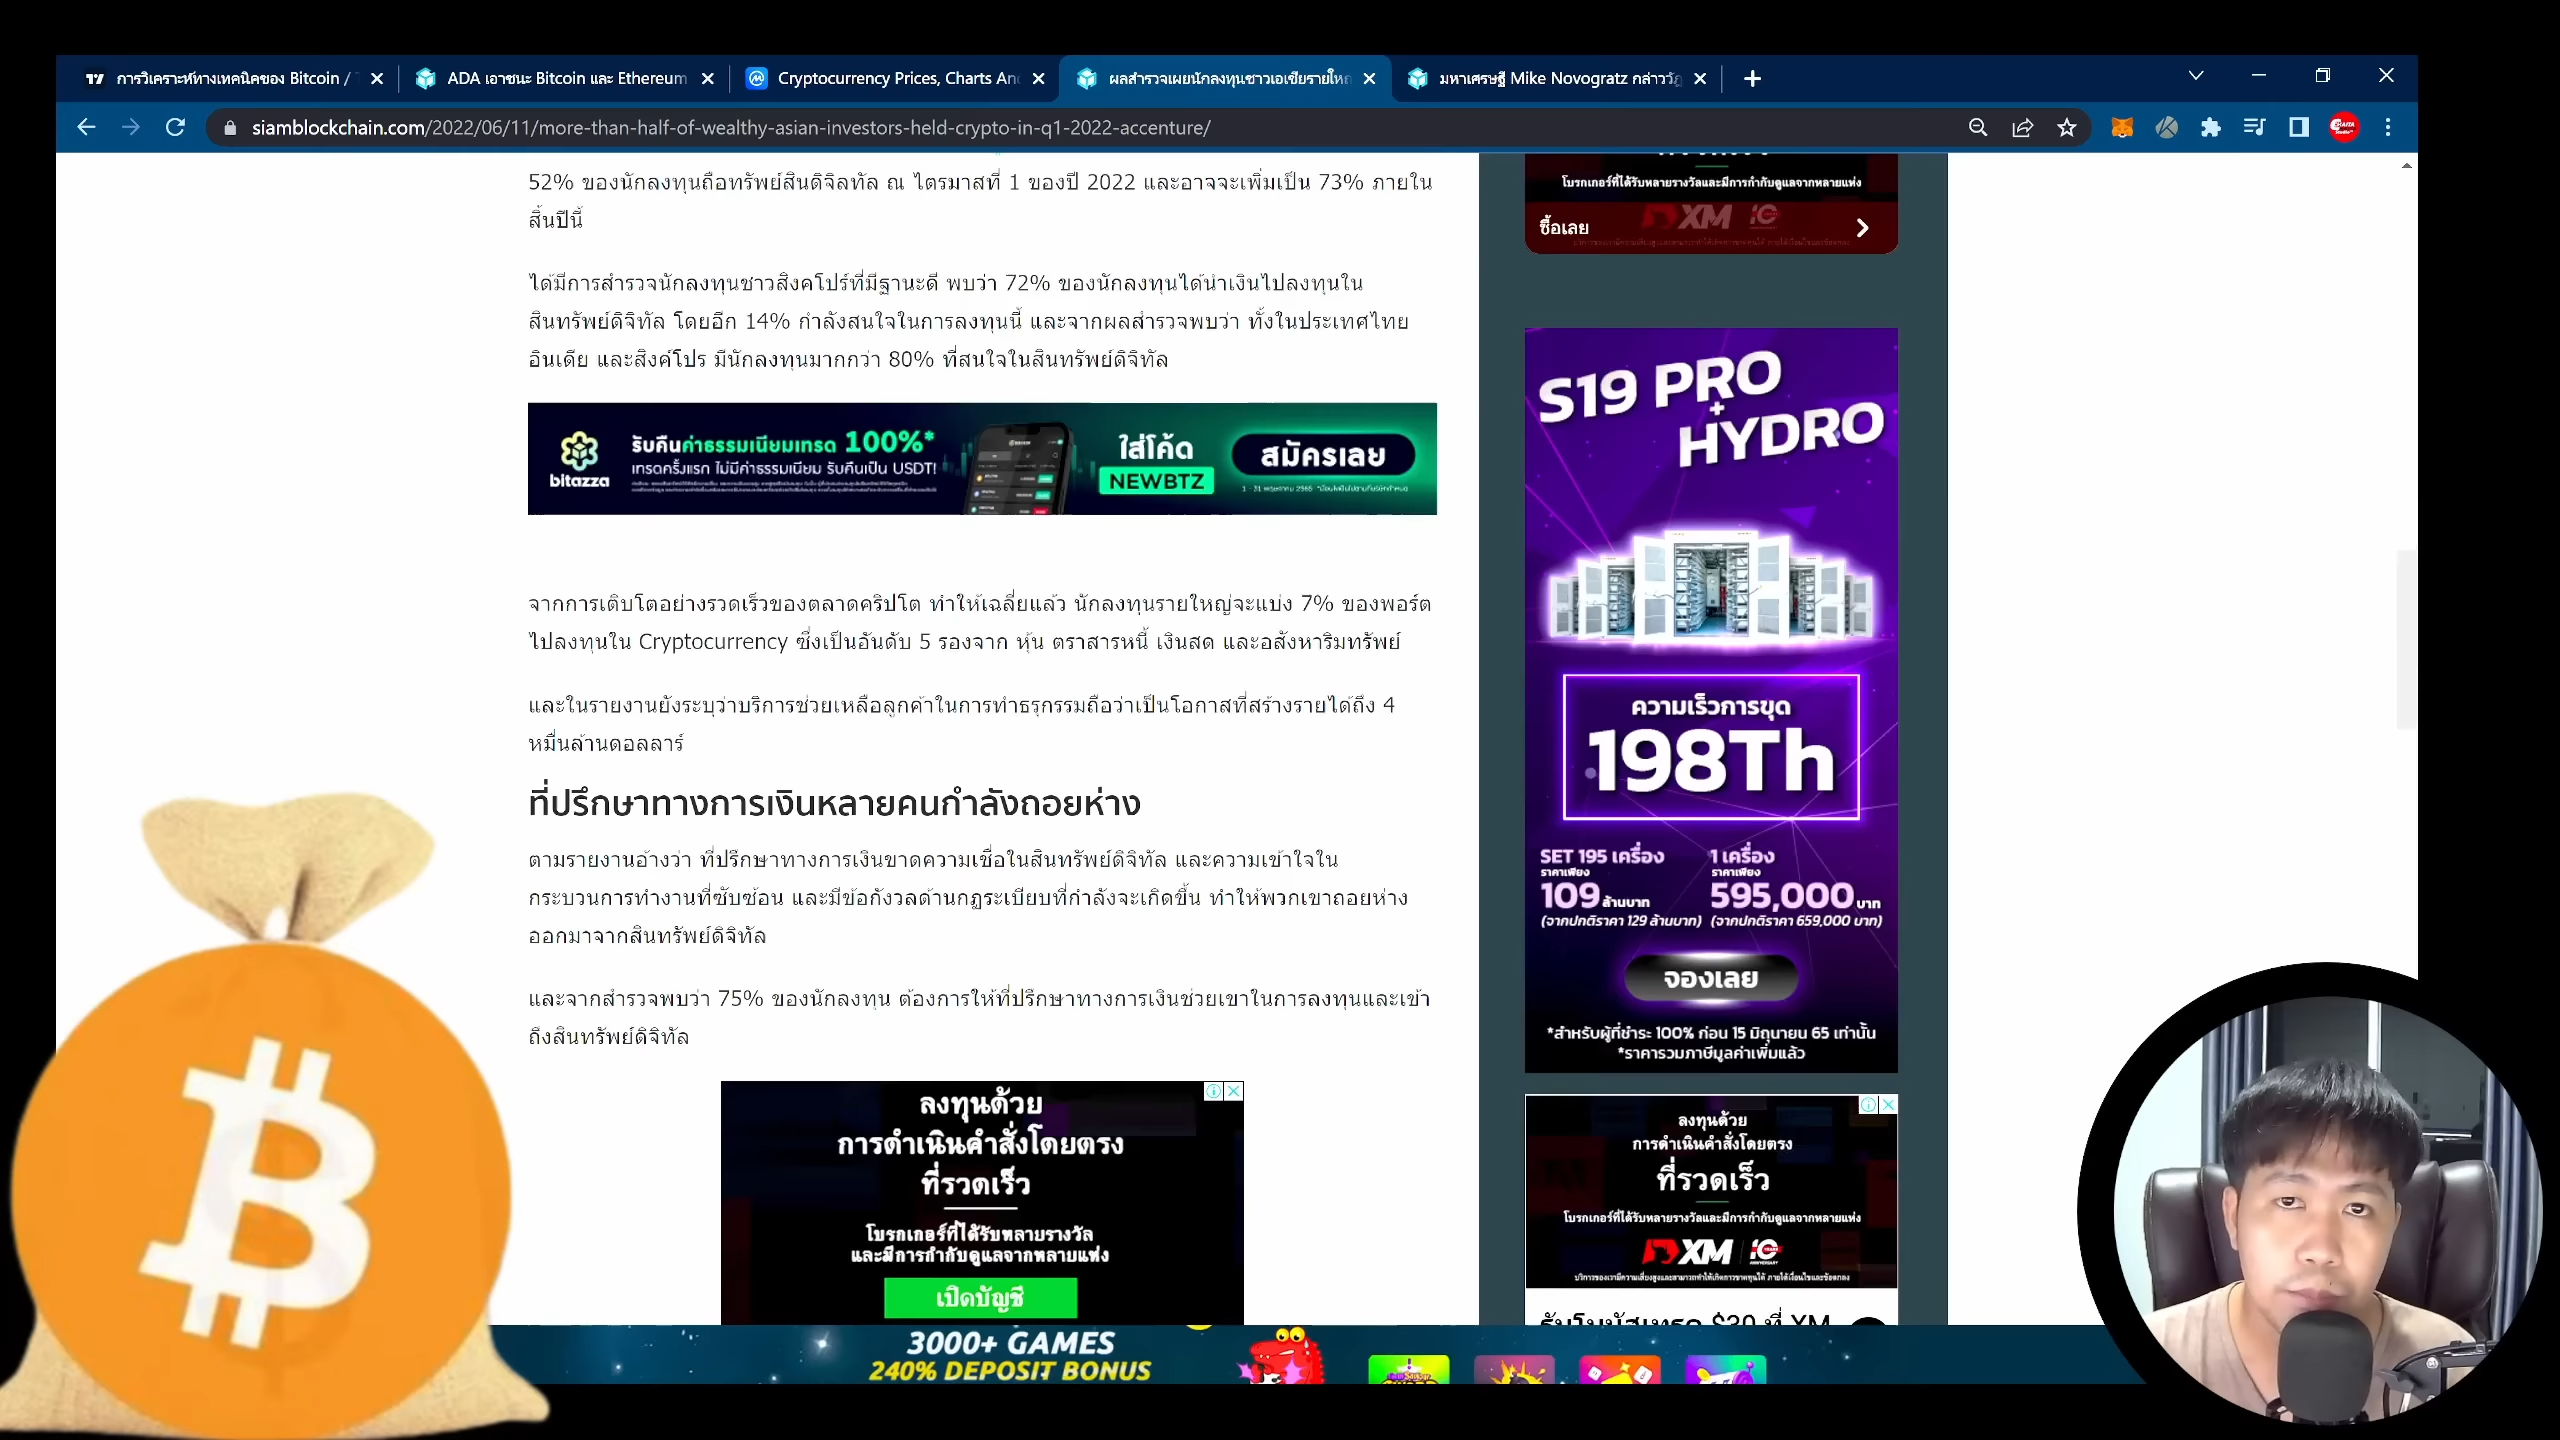 การวิเคราะห์ทางเทคนิคของ Bitcoin /
ADA เอาชนะ Bitcoin และ Ethereum
Cryptocurrency Prices, Charts An
ผลสำรวจเผยนักลงทุนชาวเอเชียรายใหญ
มหาเศรษฐี Mike Novogratz กล่าว
siamblockchain.com/2022/06/11/more-than-half-of-wealthy-asian-investors-held-crypto-in-q1-2022-accenture/
52% ของนักลงทุนถือทรัพย์สินดิจิลทัล ณ ไตรมาสที่ 1 ของปี 2022 และอาจจะเพิ่มเป็น 73% ภายใน
สิ้นปีนี้
ได้มีการสำรวจนักลงทุนชาวสิงคโปร์ที่มีฐานะดี พบว่า 72% ของนักลงทุนได้นำเงินไปลงทุนใน
สินทรัพย์ดิจิทัล โดยอีก 14% กำลังสนใจในการลงทุนนี้ และจากผลสำรวจพบว่า ทั้งในประเทศไทย
อินเดีย และสิงค์โปร มีนักลงทุนมากกว่า 80% ที่สนใจในสินทรัพย์ดิจิทัล
bitazza
รับคืนค่าธรรมเนียมเทรด 100%*
เทรดครั้งแรก ไม่มีค่าธรรมเนียม รับคืนเป็น USDT!
ใส่โค้ด
NEWBTZ
สมัครเลย
จากการเติบโตอย่างรวดเร็วของตลาดคริปโต ทำให้เฉลี่ยแล้ว นักลงทุนรายใหญ่จะแบ่ง 7% ของพอร์ต
ไปลงทุนใน Cryptocurrency ซึ่งเป็นอันดับ 5 รองจาก หุ้น ตราสารหนี้ เงินสด และอสังหาริมทรัพย์
และในรายงานยังระบุว่าบริการช่วยเหลือลูกค้าในการทำธรุกรรมถือว่าเป็นโอกาสที่สร้างรายได้ถึง 4
หมื่นล้านดอลลาร์
ที่ปรึกษาทางการเงินหลายคนกำลังถอยห่าง
ตามรายงานอ้างว่า ที่ปรึกษาทางการเงินขาดความเชื่อในสินทรัพย์ดิจิทัล และความเข้าใจใน
กระบวนการทำงานที่ซับซ้อน และมีข้อกังวลด้านกฏระเบียบที่กำลังจะเกิดขึ้น ทำให้พวกเขาถอยห่าง
ออกมาจากสินทรัพย์ดิจิทัล
และจากสำรวจพบว่า 75% ของนักลงทุน ต้องการให้ที่ปรึกษาทางการเงินช่วยเขาในการลงทุนและเข้า
ถึงสินทรัพย์ดิจิทัล
ลงทุนด้วย
การดำเนินคำสั่งโดยตรง
ที่รวดเร็ว
โบรกเกอร์ที่ได้รับหลายรางวัล
และมีการกำกับดูแลจากหลายแห่ง
เปิดบัญชี
โบรกเกอร์ที่ได้รับหลายรางวัลและมีการกำกับดูแลจากหลายแห่ง
XM 10
ซื้อเลย
S19 PRO
+
HYDRO
ความเร็วการขุด
198Th
SET 195 เครื่อง
ราคาเพียง
109 ล้านบาท
(จากปกติราคา 129 ล้านบาท)
1 เครื่อง
ราคาเพียง
595,000 บาท
(จากปกติราคา 659,000 บาท)
จองเลย
*สำหรับผู้ที่ชำระ 100% ก่อน 15 มิถุนายน 65 เท่านั้น
*ราคารวมภาษีมูลค่าเพิ่มแล้ว
ลงทุนด้วย
การดำเนินคำสั่งโดยตรง
ที่รวดเร็ว
โบรกเกอร์ที่ได้รับหลายรางวัลและมีการกำกับดูแลจากหลายแห่ง
XM 10
รับโบนัสเทรด $30 ที่ XM
3000+ GAMES
240% DEPOSIT BONUS